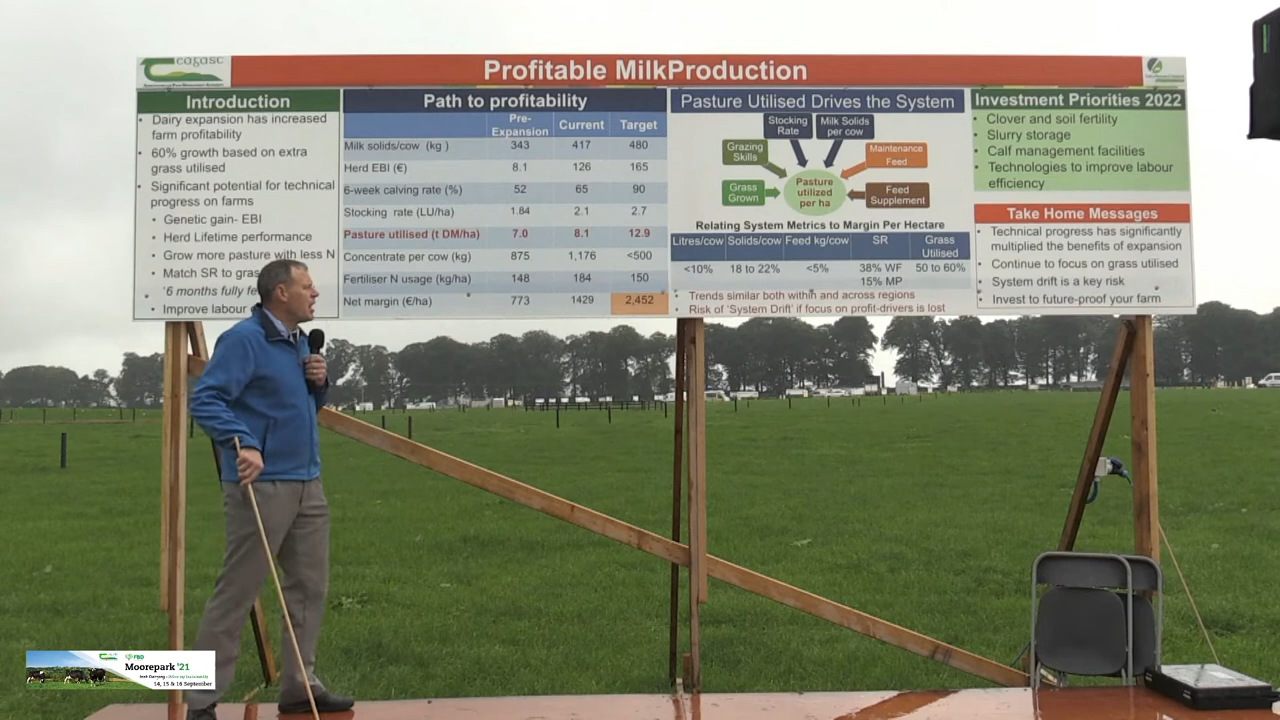 eagasc
Profitable MilkProduction
Introduction
• Dairy expansion has increased
farm profitability
• 60% growth based on extra
grass utilised
• Significant potential for technical
progress on farms
• Genetic gain- EBI
• Herd Lifetime performance
• Grow more pasture with less N
• Match SR to gras
• '6 months fully fe
• Improve labour
Path to profitability
Pre-
Expansion Current Target
Milk solids/cow (kg ) 343 417 480
Herd EBI (€) 8.1 126 165
6-week calving rate (%) 52 65 90
Stocking rate (LU/ha) 1.84 2.1 2.7
Pasture utilised (t DM/ha) 7.0 8.1 12.9
Concentrate per cow (kg) 875 1,176 <500
Fertiliser N usage (kg/ha) 148 184 150
Net margin (€/ha) 773 1429 2,452
Pasture Utilised Drives the System
Stocking
Rate
Milk Solids
per cow
Grazing
Skills
Maintenance
Feed
Grass
Grown
Pasture
utilized
per ha
Feed
Supplement
Relating System Metrics to Margin Per Hectare
Litres/cow Solids/cow Feed kg/cow SR Grass
Utilised
<10% 18 to 22% <5% 38% WF 50 to 60%
15% MP
• Trends similar both within and across regions
• Risk of 'System Drift' if focus on profit-drivers is lost
Investment Priorities 2022
• Clover and soil fertility
• Slurry storage
• Calf management facilities
• Technologies to improve labour
efficiency
Take Home Messages
• Technical progress has significantly
multiplied the benefits of expansion
• Continue to focus on grass utilised
• System drift is a key risk
• Invest to future-proof your farm
FBD
Moorepark '21
14, 15 & 16 September